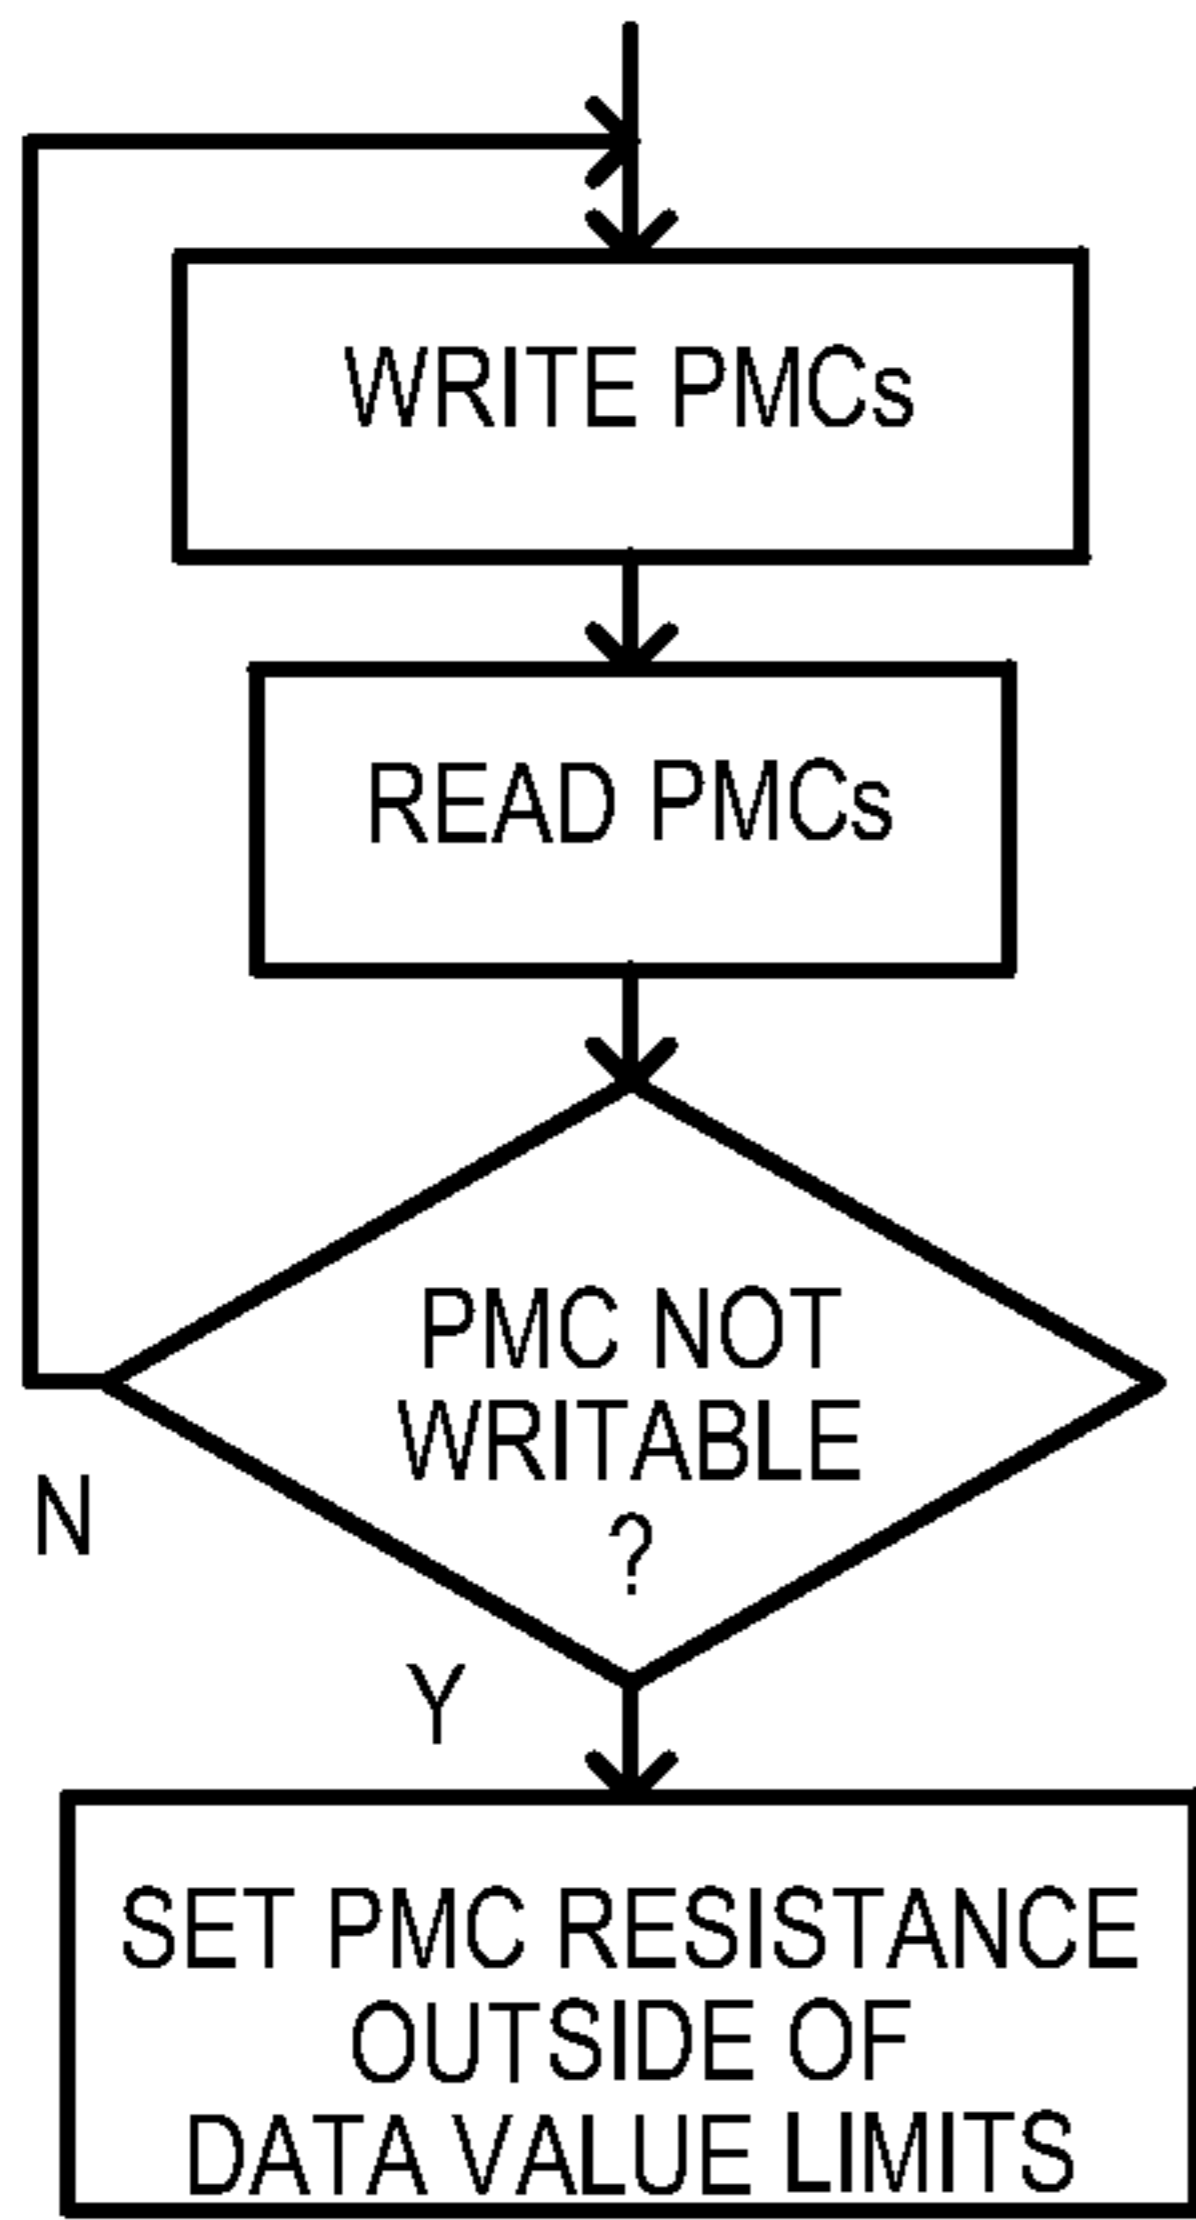 WRITE PMCs
READ PMCs
PMC NOT
WRITABLE
?
N
Y
SET PMC RESISTANCE
OUTSIDE OF
DATA VALUE LIMITS